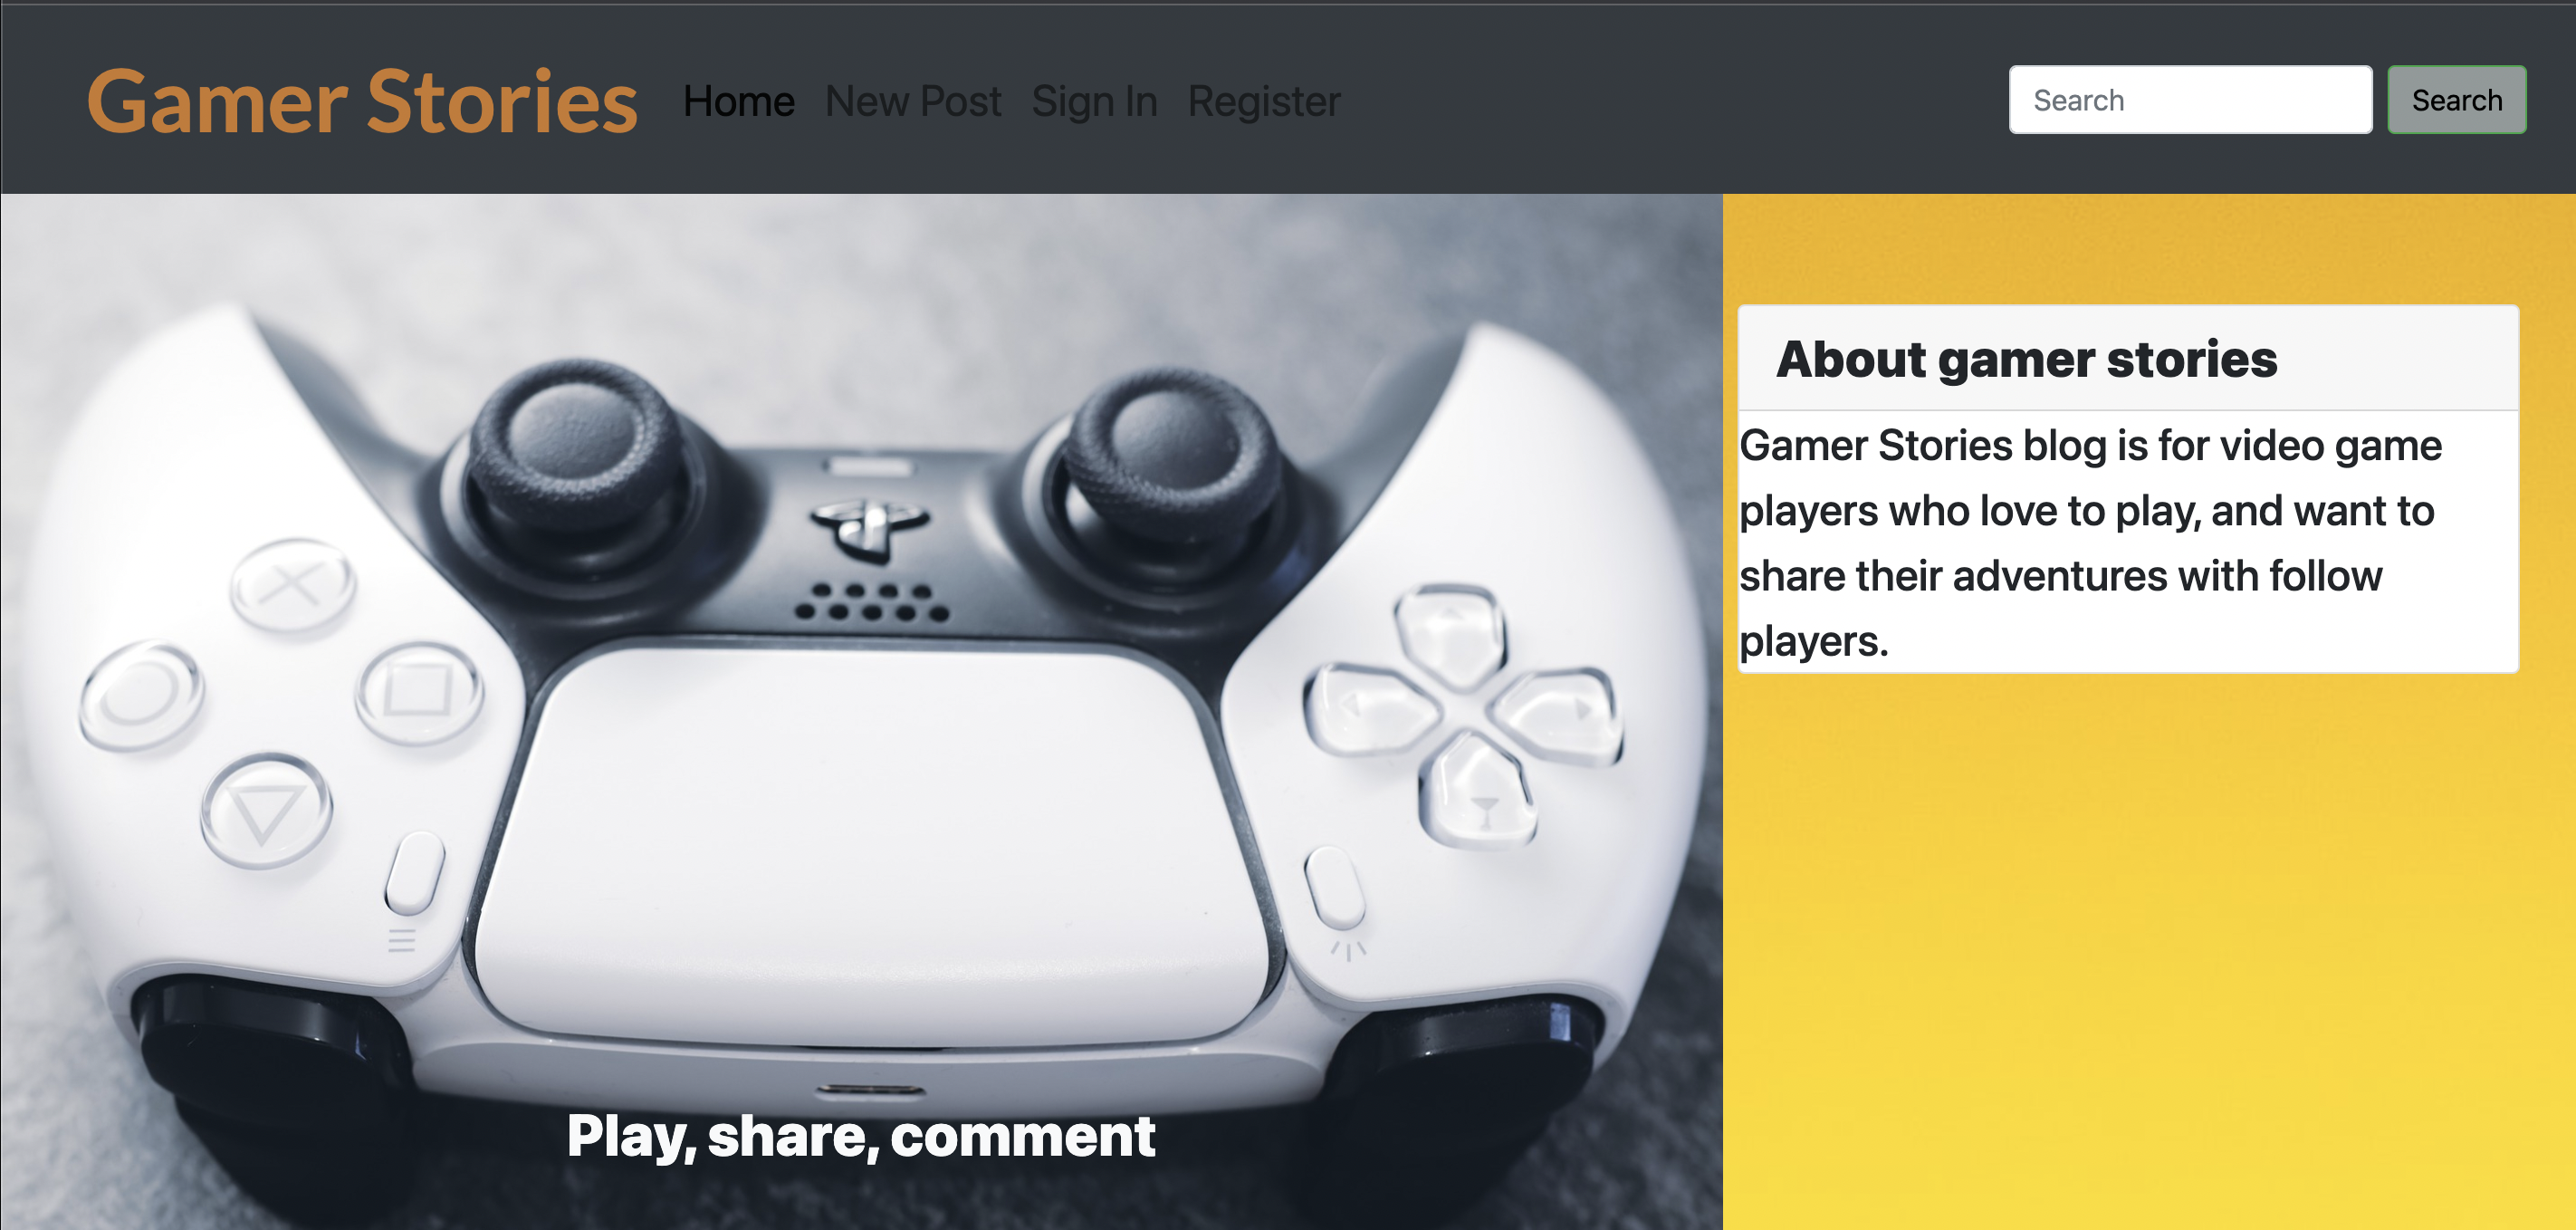 Gamer Stories Home New Post Sign In Register Search Search
About gamer stories
Gamer Stories blog is for video game
players who love to play, and want to
share their adventures with follow
players.
Play, share, comment